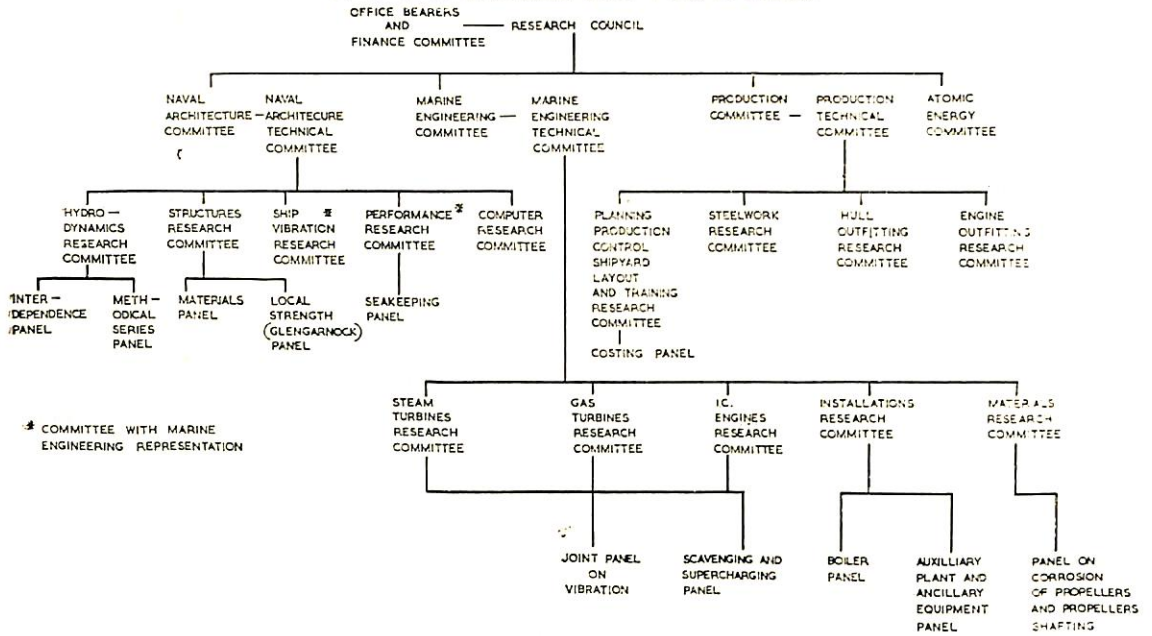 OFFICE BEARERS
AND
FINANCE COMMITTEE
RESEARCH COUNCIL
NAVAL
ARCHITECTURE —
COMMITTEE
NAVAL
ARCHITECURE
TECHNICAL
COMMITTEE
MARINE
ENGINEERING —
COMMITTEE
MARINE
ENGINEERING
TECHNICAL
COMMITTEE
PRODUCTION
COMMITTEE —
PRODUCTION
TECHNICAL
COMMITTEE
ATOMIC
ENERGY
COMMITTEE
HYDRO —
DYNAMICS
RESEARCH
COMMITTEE
STRUCTURES
RESEARCH
COMMITTEE
SHIP *
VIBRATION
RESEARCH
COMMITTEE
PERFORMANCE *
RESEARCH
COMMITTEE
COMPUTER
RESEARCH
COMMITTEE
PLANNING
PRODUCTION
CONTROL
SHIPYARD
LAYOUT
AND TRAINING
RESEARCH
COMMITTEE
STEELWORK
RESEARCH
COMMITTEE
HULL
OUTFITTING
RESEARCH
COMMITTEE
ENGINE
OUTFITTING
RESEARCH
COMMITTEE
INTER —
DEPENDENCE
PANEL
METH —
ODICAL
SERIES
PANEL
MATERIALS
PANEL
LOCAL
STRENGTH
(GLENGARNOCK)
PANEL
SEAKEEPING
PANEL
COSTING PANEL
STEAM
TURBINES
RESEARCH
COMMITTEE
GAS
TURBINES
RESEARCH
COMMITTEE
I.C.
ENGINES
RESEARCH
COMMITTEE
INSTALLATIONS
RESEARCH
COMMITTEE
MATERIALS
RESEARCH
COMMITTEE
* COMMITTEE WITH MARINE
ENGINEERING REPRESENTATION
JOINT PANEL
ON
VIBRATION
SCAVENGING AND
SUPERCHARGING
PANEL
BOILER
PANEL
AUXILLIARY
PLANT AND
ANCILLARY
EQUIPMENT
PANEL
PANEL ON
CORROSION
OF PROPELLERS
AND PROPELLERS
SHAFTING